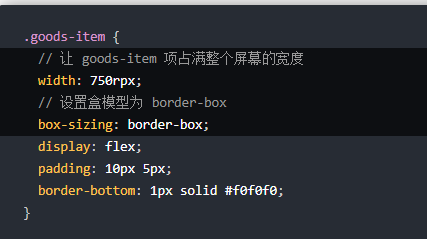 .goods-item {
// 让 goods-item 项占满整个屏幕的宽度
width: 750rpx;
// 设置盒模型为 border-box
box-sizing: border-box;
display: flex;
padding: 10px 5px;
border-bottom: 1px solid #f0f0f0;
}